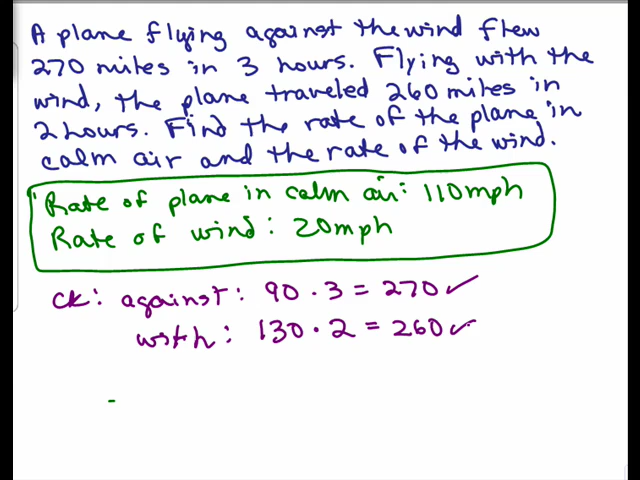 A plane flying against the wind flew
270 miles in 3 hours. Flying with the
wind, the plane traveled 260 miles in
2 hours. Find the rate of the plane in
calm air and the rate of the wind.
Rate of plane in calm air: 110mph
Rate of wind: 20mph
ck: against: 90 · 3 = 270 ✓
with: 130 · 2 = 260 ✓